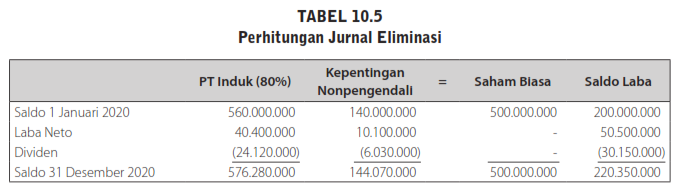 TABEL 10.5
Perhitungan Jurnal Eliminasi
PT Induk (80%) Kepentingan Nonpengendali = Saham Biasa Saldo Laba
Saldo 1 Januari 2020 560.000.000 140.000.000 500.000.000 200.000.000
Laba Neto 40.400.000 10.100.000 - 50.500.000
Dividen (24.120.000) (6.030.000) - (30.150.000)
Saldo 31 Desember 2020 576.280.000 144.070.000 500.000.000 220.350.000